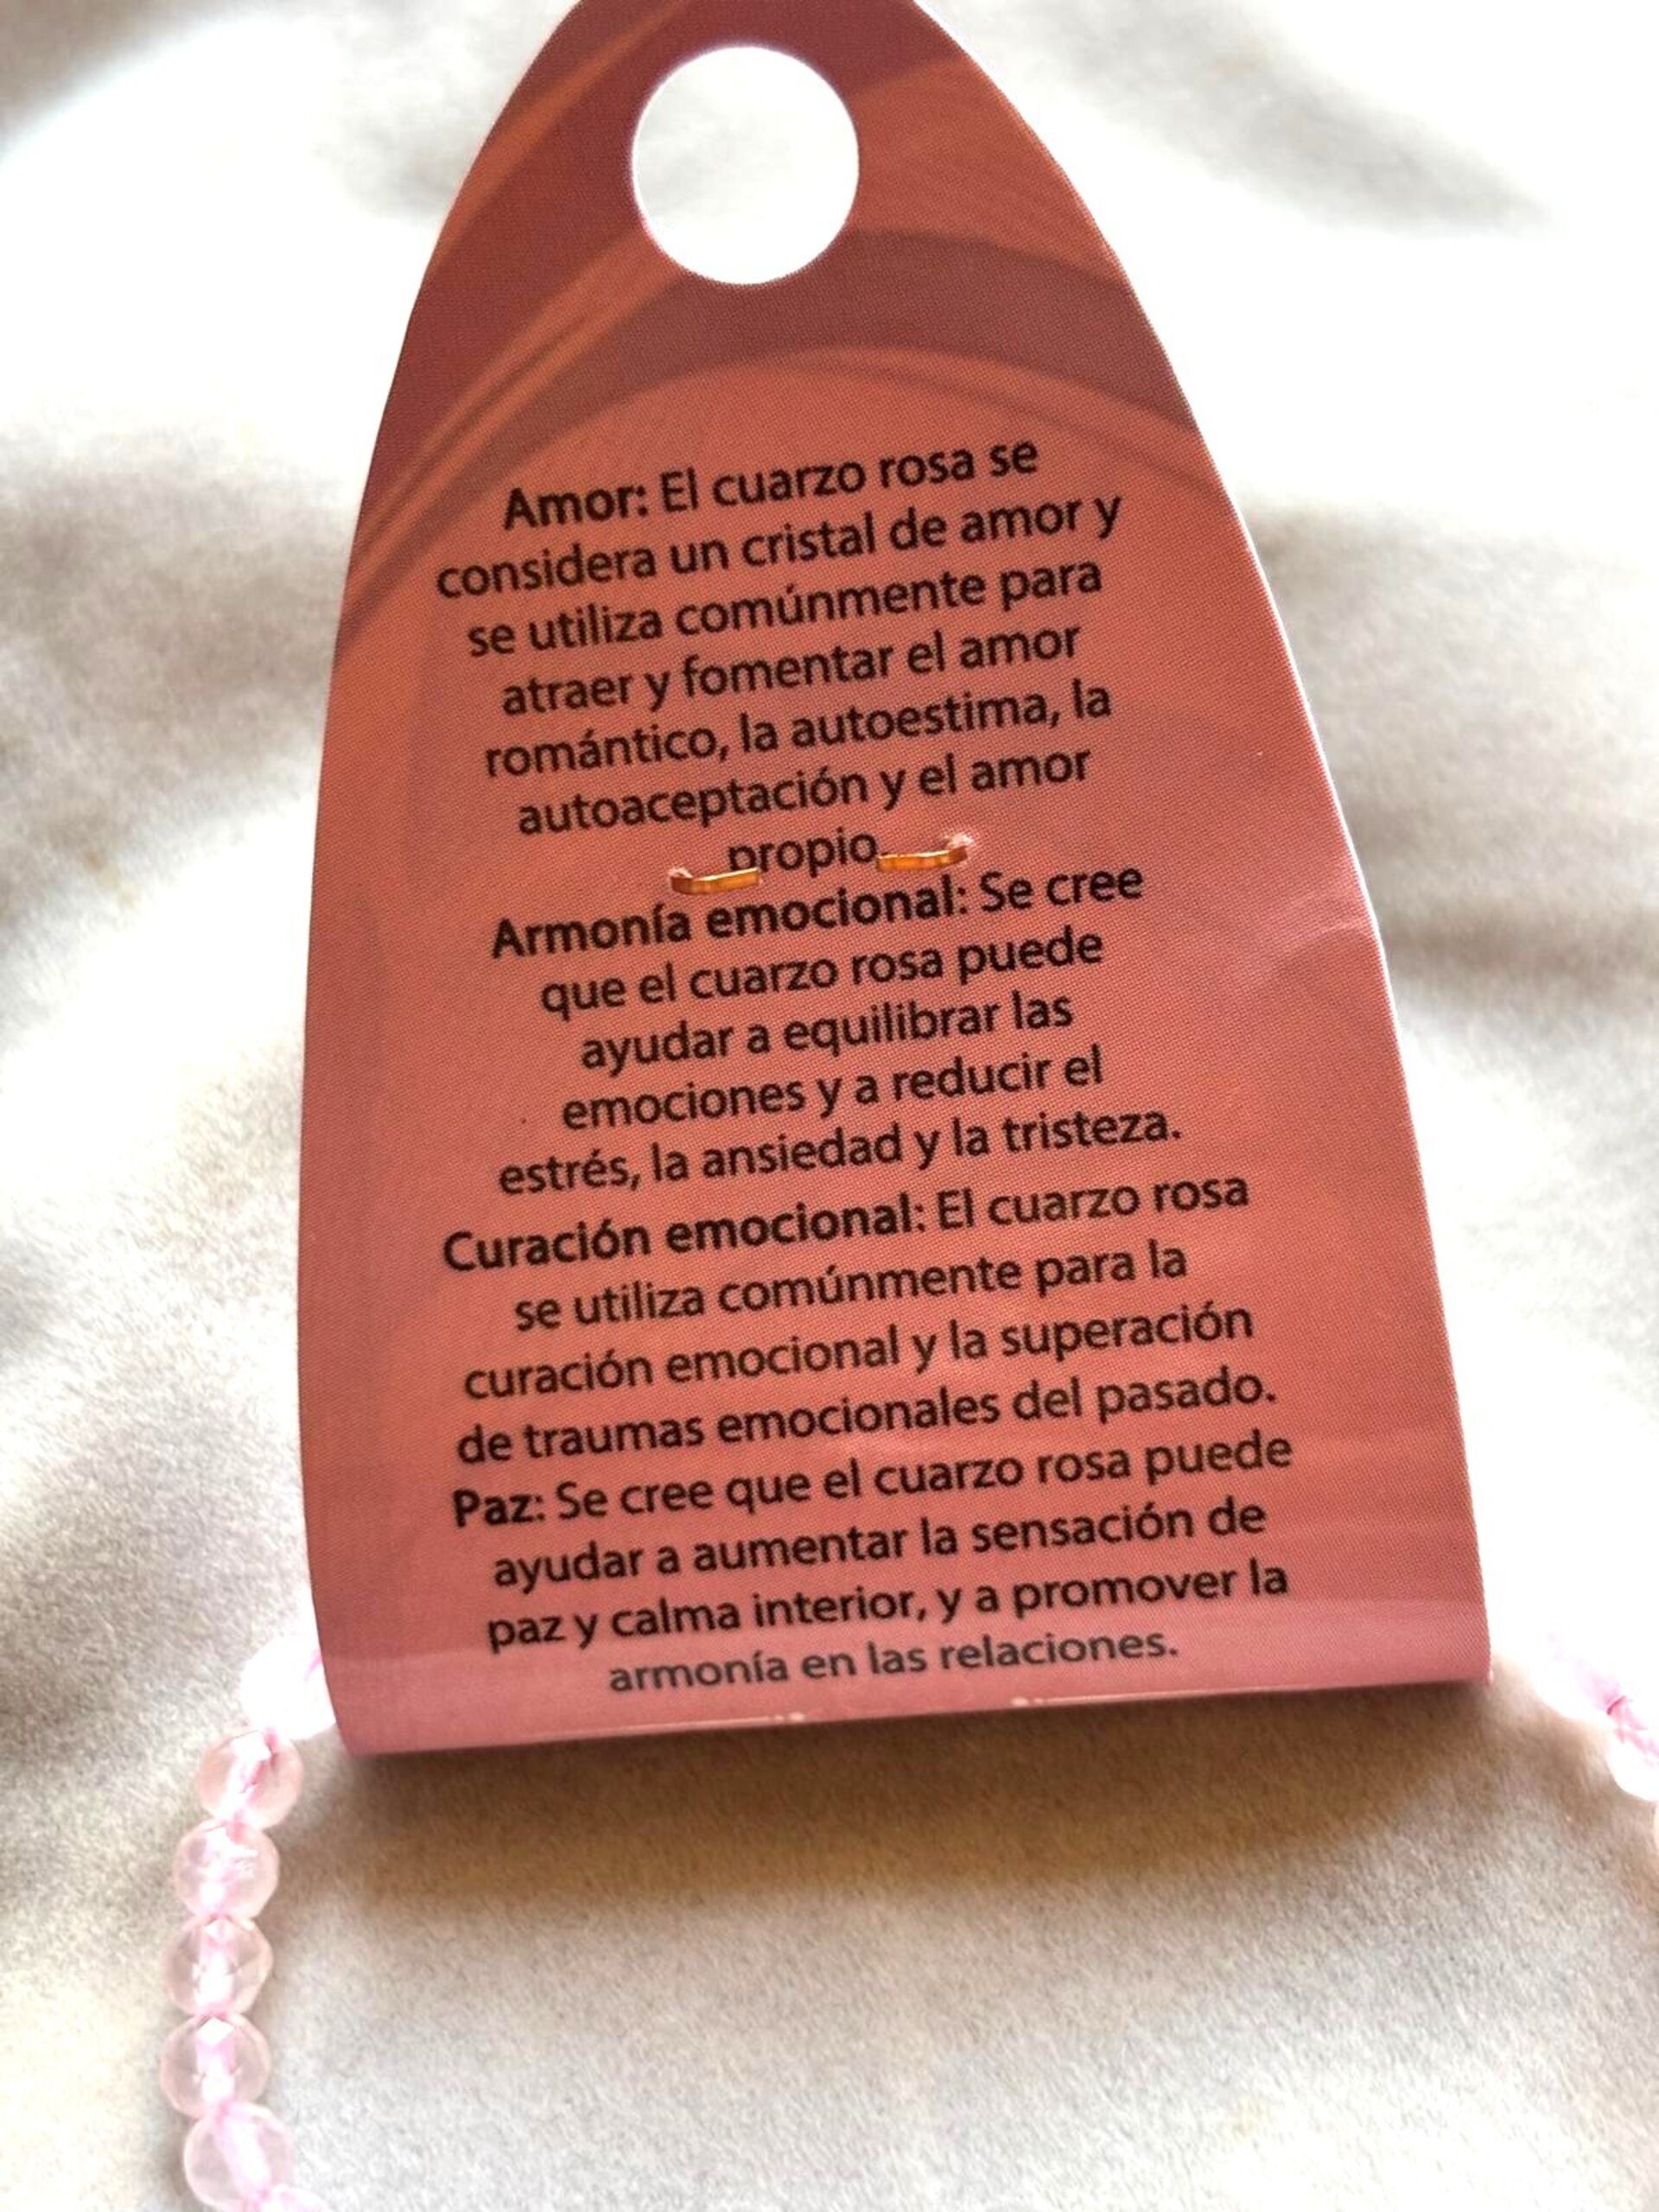 Amor: El cuarzo rosa se
considera un cristal de amor y
se utiliza comúnmente para
atraer y fomentar el amor
romántico, la autoestima, la
autoaceptación y el amor
propio.
Armonía emocional: Se cree
que el cuarzo rosa puede
ayudar a equilibrar las
emociones y a reducir el
estrés, la ansiedad y la tristeza.
Curación emocional: El cuarzo rosa
se utiliza comúnmente para la
curación emocional y la superación
de traumas emocionales del pasado.
Paz: Se cree que el cuarzo rosa puede
ayudar a aumentar la sensación de
paz y calma interior, y a promover la
armonía en las relaciones.